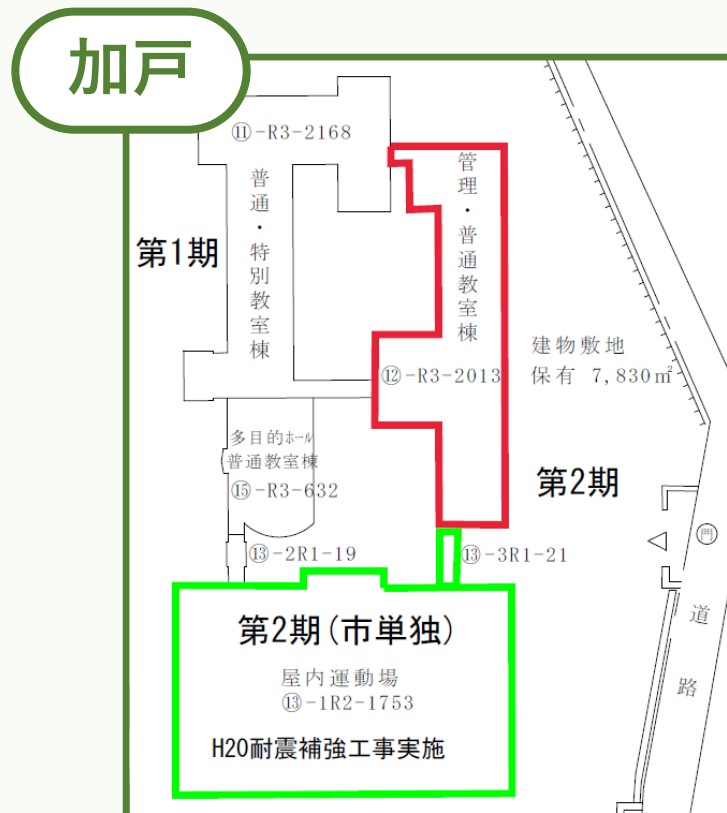 加戸
⑪-R3-2168
普通・特別教室棟
第1期
管理・普通教室棟
⑫-R3-2013
建物敷地
保有 7,830㎡
多目的ホール
普通教室棟
⑮-R3-632
第2期
⑬-2R1-19
⑬-3R1-21
門
道路
第2期(市単独)
屋内運動場
⑬-1R2-1753
H20耐震補強工事実施